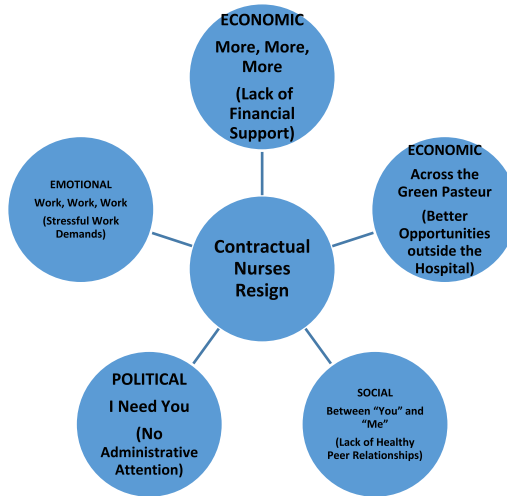 ECONOMIC
More, More,
More
(Lack of
Financial
Support)
ECONOMIC
Across the
Green Pasteur
(Better
Opportunities
outside the
Hospital)
EMOTIONAL
Work, Work, Work
(Stressful Work
Demands)
Contractual
Nurses
Resign
POLITICAL
I Need You
(No
Administrative
Attention)
SOCIAL
Between “You” and
“Me”
(Lack of Healthy
Peer Relationships)